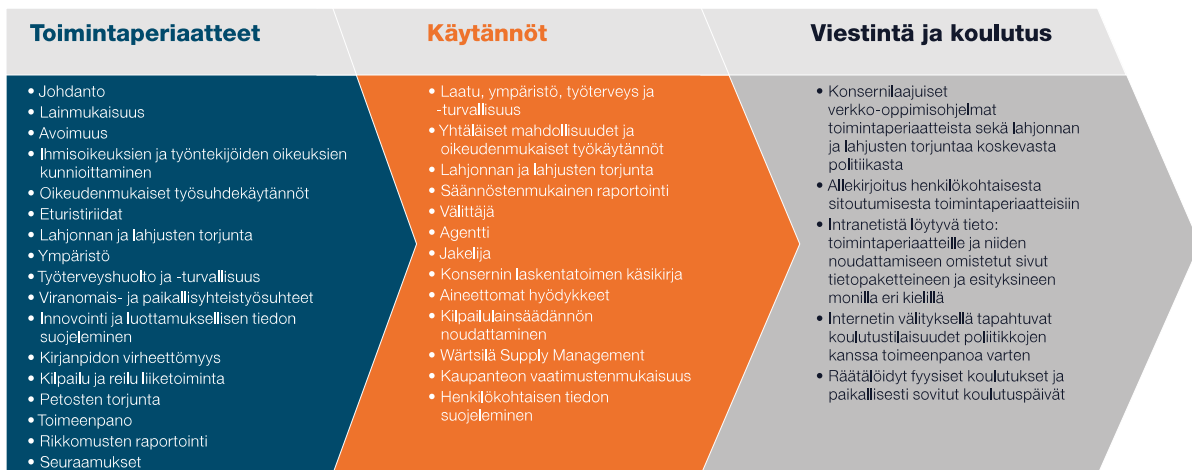 Toimintaperiaatteet
• Johdanto
• Lainmukaisuus
• Avoimuus
• Ihmisoikeuksien ja työntekijöiden oikeuksien
kunnioittaminen
• Oikeudenmukaiset työsuhdekäytännöt
• Eturistiriidat
• Lahjonnan ja lahjusten torjunta
• Ympäristö
• Työterveyshuolto ja -turvallisuus
• Viranomais- ja paikallisyhteistyösuhteet
• Innovointi ja luottamuksellisen tiedon
suojeleminen
• Kirjanpidon virheettömyys
• Kilpailu ja reilu liiketoiminta
• Petosten torjunta
• Toimeenpano
• Rikkomusten raportointi
• Seuraamukset
Käytännöt
• Laatu, ympäristö, työterveys ja
-turvallisuus
• Yhtäläiset mahdollisuudet ja
oikeudenmukaiset työkäytännöt
• Lahjonnan ja lahjusten torjunta
• Säännöstenmukainen raportointi
• Välittäjä
• Agentti
• Jakelija
• Konsernin laskentatoimen käsikirja
• Aineettomat hyödykkeet
• Kilpailulainsäädännön
noudattaminen
• Wärtsilä Supply Management
• Kaupanteon vaatimustenmukaisuus
• Henkilökohtaisen tiedon
suojeleminen
Viestintä ja koulutus
• Konsernilaajuiset
verkko-oppimisohjelmat
toimintaperiaatteista sekä lahjonnan
ja lahjusten torjuntaa koskevasta
politiikasta
• Allekirjoitus henkilökohtaisesta
sitoutumisesta toimintaperiaatteisiin
• Intranetistä löytyvä tieto:
toimintaperiaatteille ja niiden
noudattamiseen omistetut sivut
tietopaketteineen ja esityksineen
monilla eri kielillä
• Internetin välityksellä tapahtuvat
koulutustilaisuudet poliitikkojen
kanssa toimeenpanoa varten
• Räätälöidyt fyysiset koulutukset ja
paikallisesti sovitut koulutuspäivät